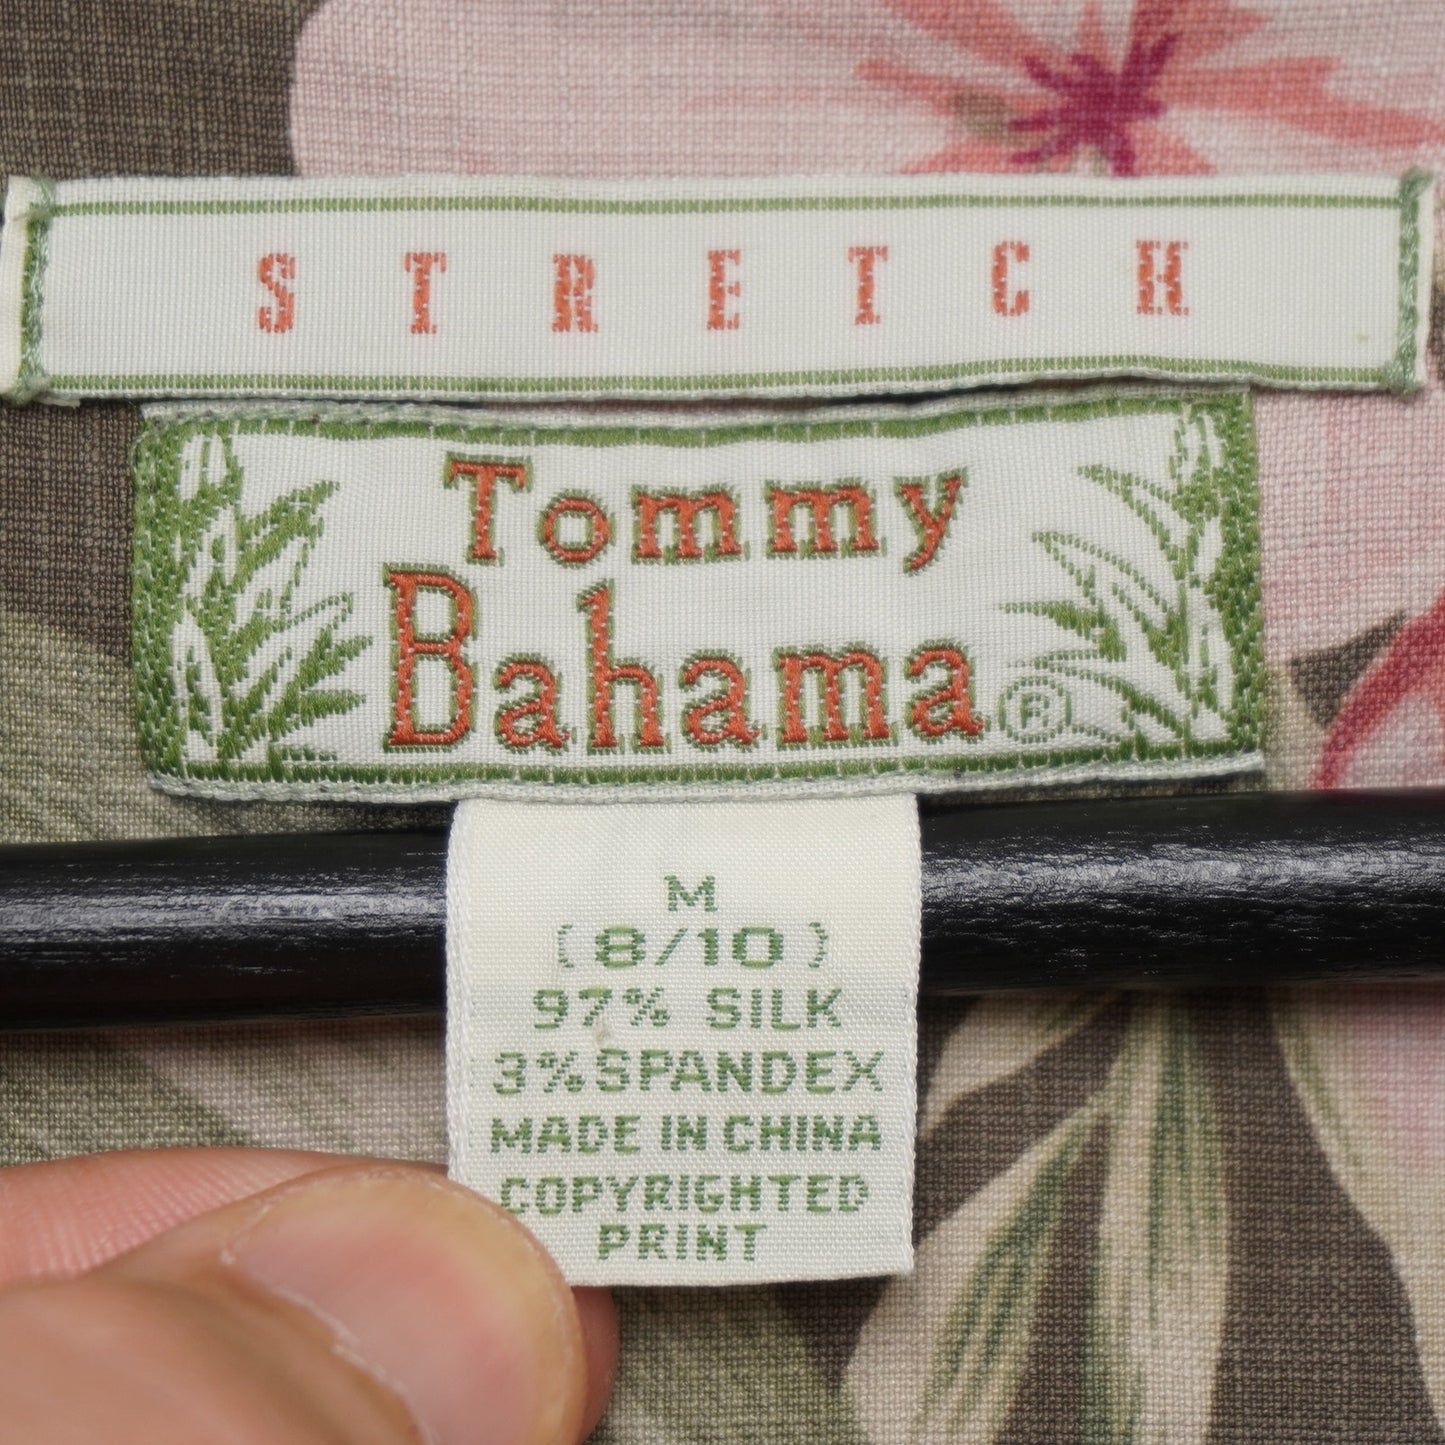 STRETCH
Tommy
Bahama®
M
(8/10)
97% SILK
3% SPANDEX
MADE IN CHINA
COPYRIGHTED
PRINT